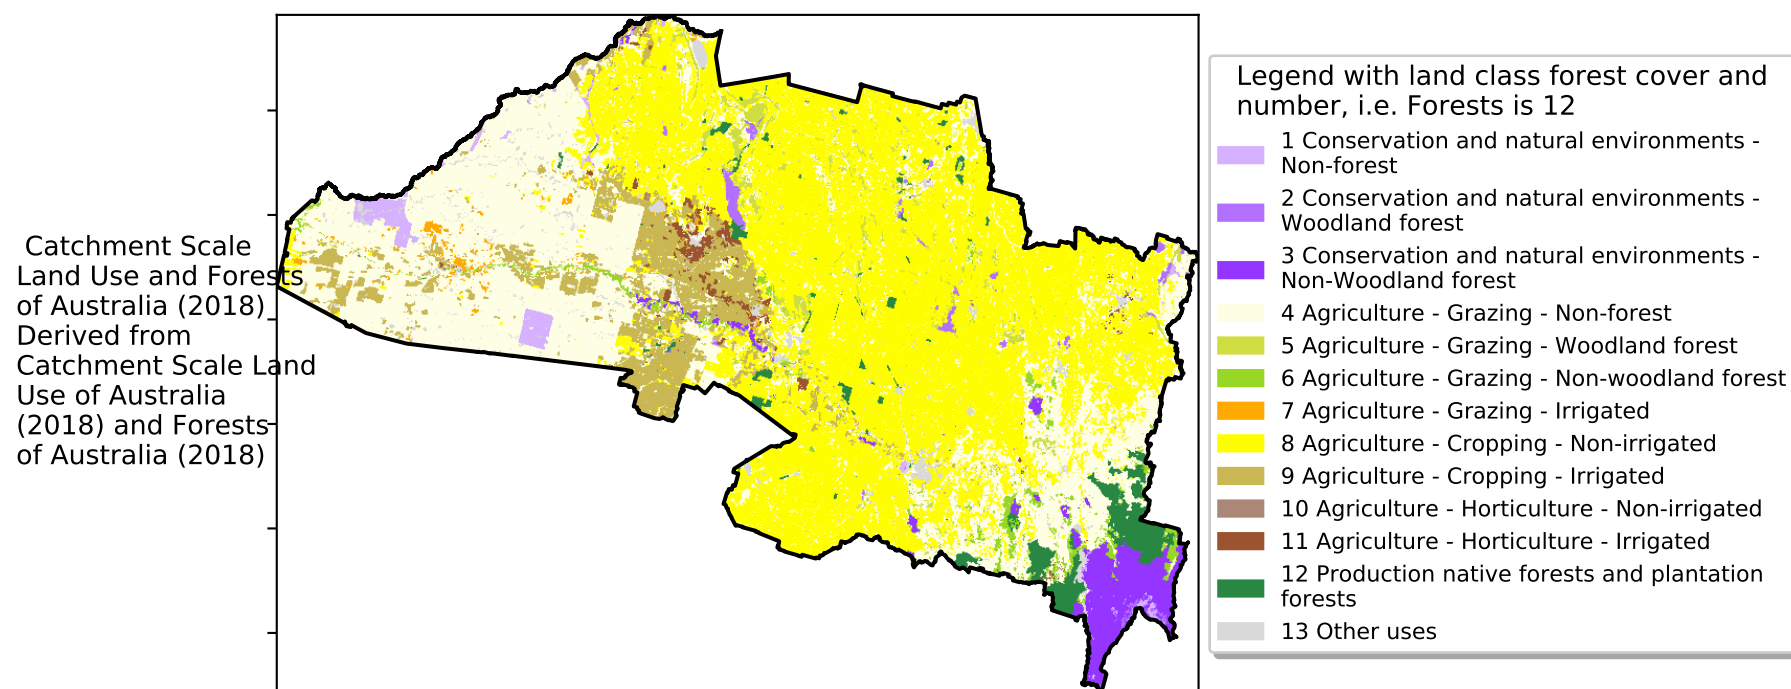 Catchment Scale
Land Use and Forests
of Australia (2018)
Derived from
Catchment Scale Land
Use of Australia
(2018) and Forests
of Australia (2018)
Legend with land class forest cover and
number, i.e. Forests is 12
1 Conservation and natural environments -
Non-forest
2 Conservation and natural environments -
Woodland forest
3 Conservation and natural environments -
Non-Woodland forest
4 Agriculture - Grazing - Non-forest
5 Agriculture - Grazing - Woodland forest
6 Agriculture - Grazing - Non-woodland forest
7 Agriculture - Grazing - Irrigated
8 Agriculture - Cropping - Non-irrigated
9 Agriculture - Cropping - Irrigated
10 Agriculture - Horticulture - Non-irrigated
11 Agriculture - Horticulture - Irrigated
12 Production native forests and plantation
forests
13 Other uses